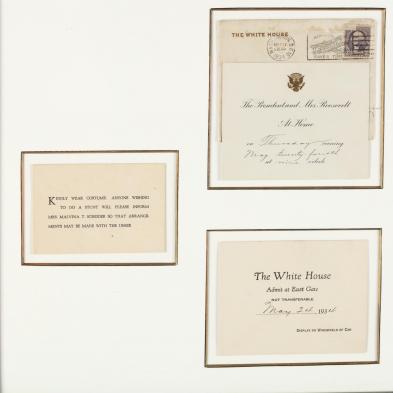 THE WHITE HOUSE
The President and Mrs. Roosevelt
At Home
on Thursday evening
May twenty-fourth
at nine o'clock
KINDLY WEAR COSTUME. ANYONE WISHING
TO DO A STUNT WILL PLEASE INFORM
MRS. MALVINA T. SCHEIDER SO THAT ARRANGE-
MENTS MAY BE MADE WITH THE USHER
The White House
Admit at East Gate
NOT TRANSFERABLE
May 24, 1934
DISPLAY ON WINDSHIELD OF CAR